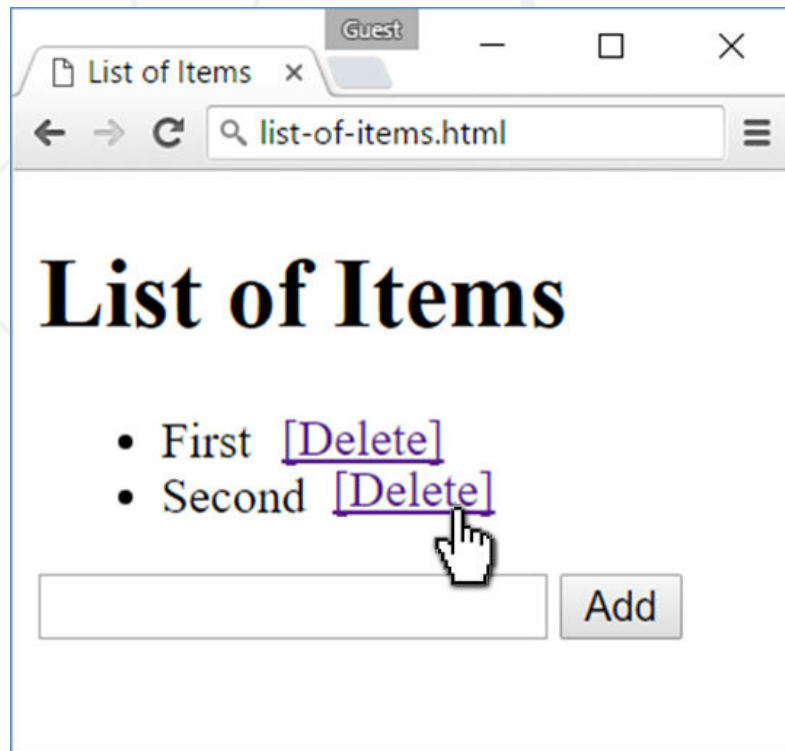 Guest
List of Items
list-of-items.html
List of Items
First [Delete]
Second [Delete]
Add